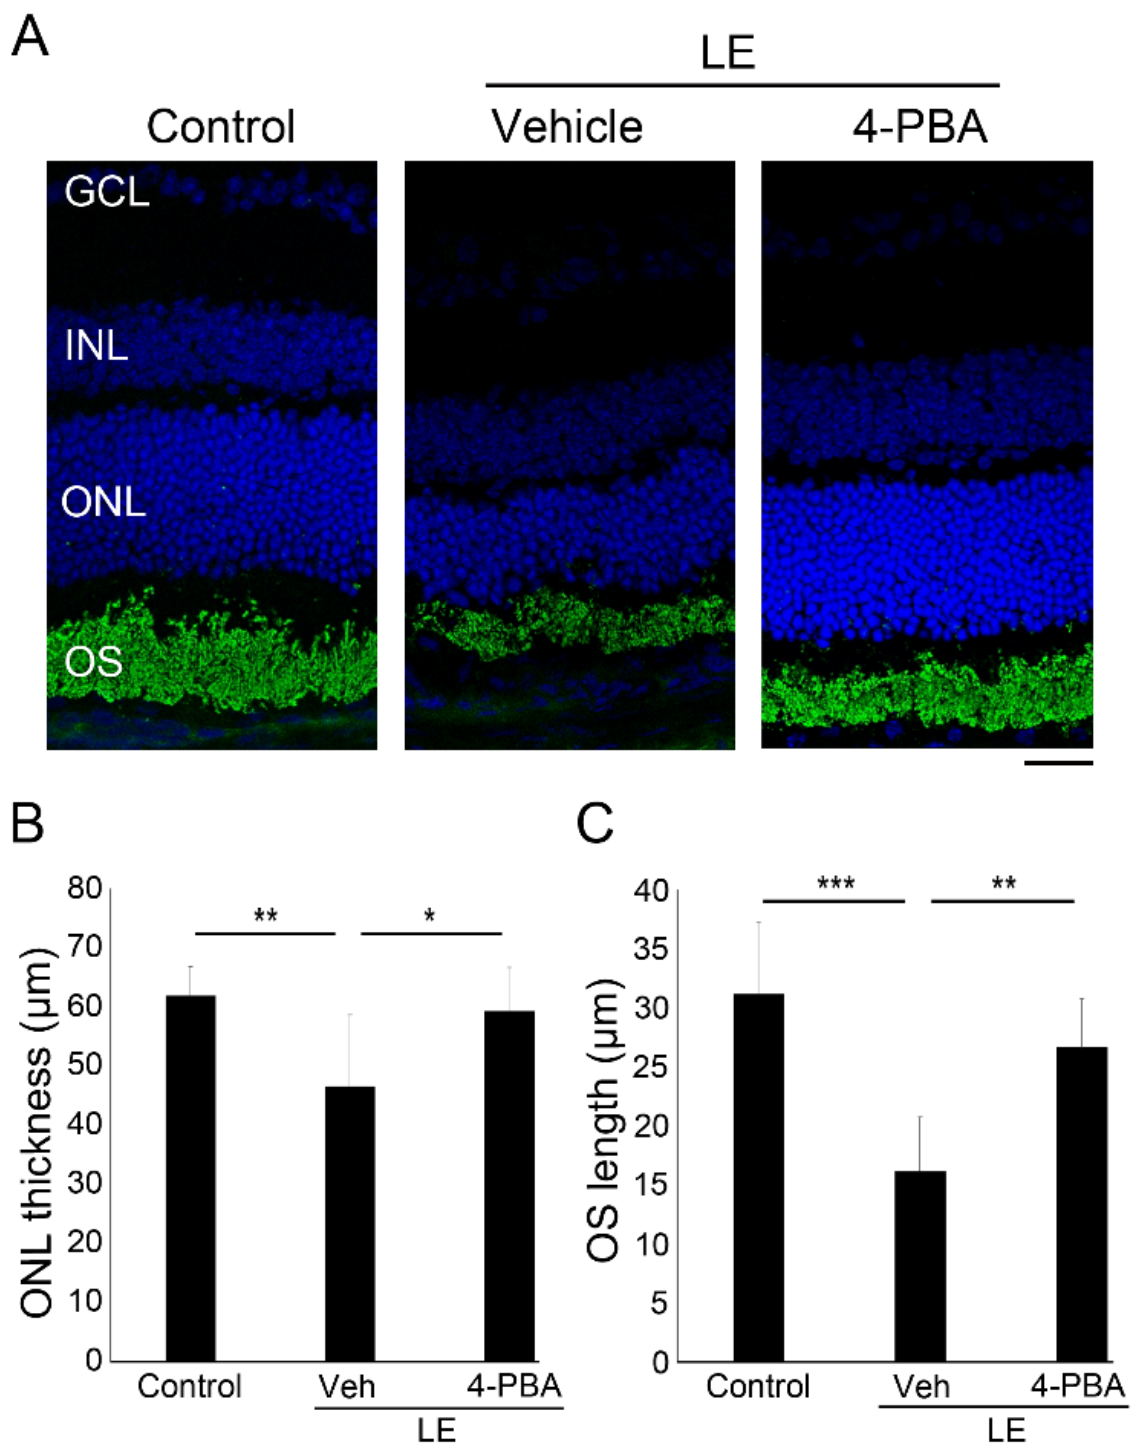 A
LE
Control Vehicle 4-PBA
GCL
INL
ONL
OS
B
ONL thickness (µm)
80
70
60
50
40
30
20
10
0
** *
Control Veh 4-PBA
LE
C
OS length (µm)
40
35
30
25
20
15
10
5
0
*** **
Control Veh 4-PBA
LE